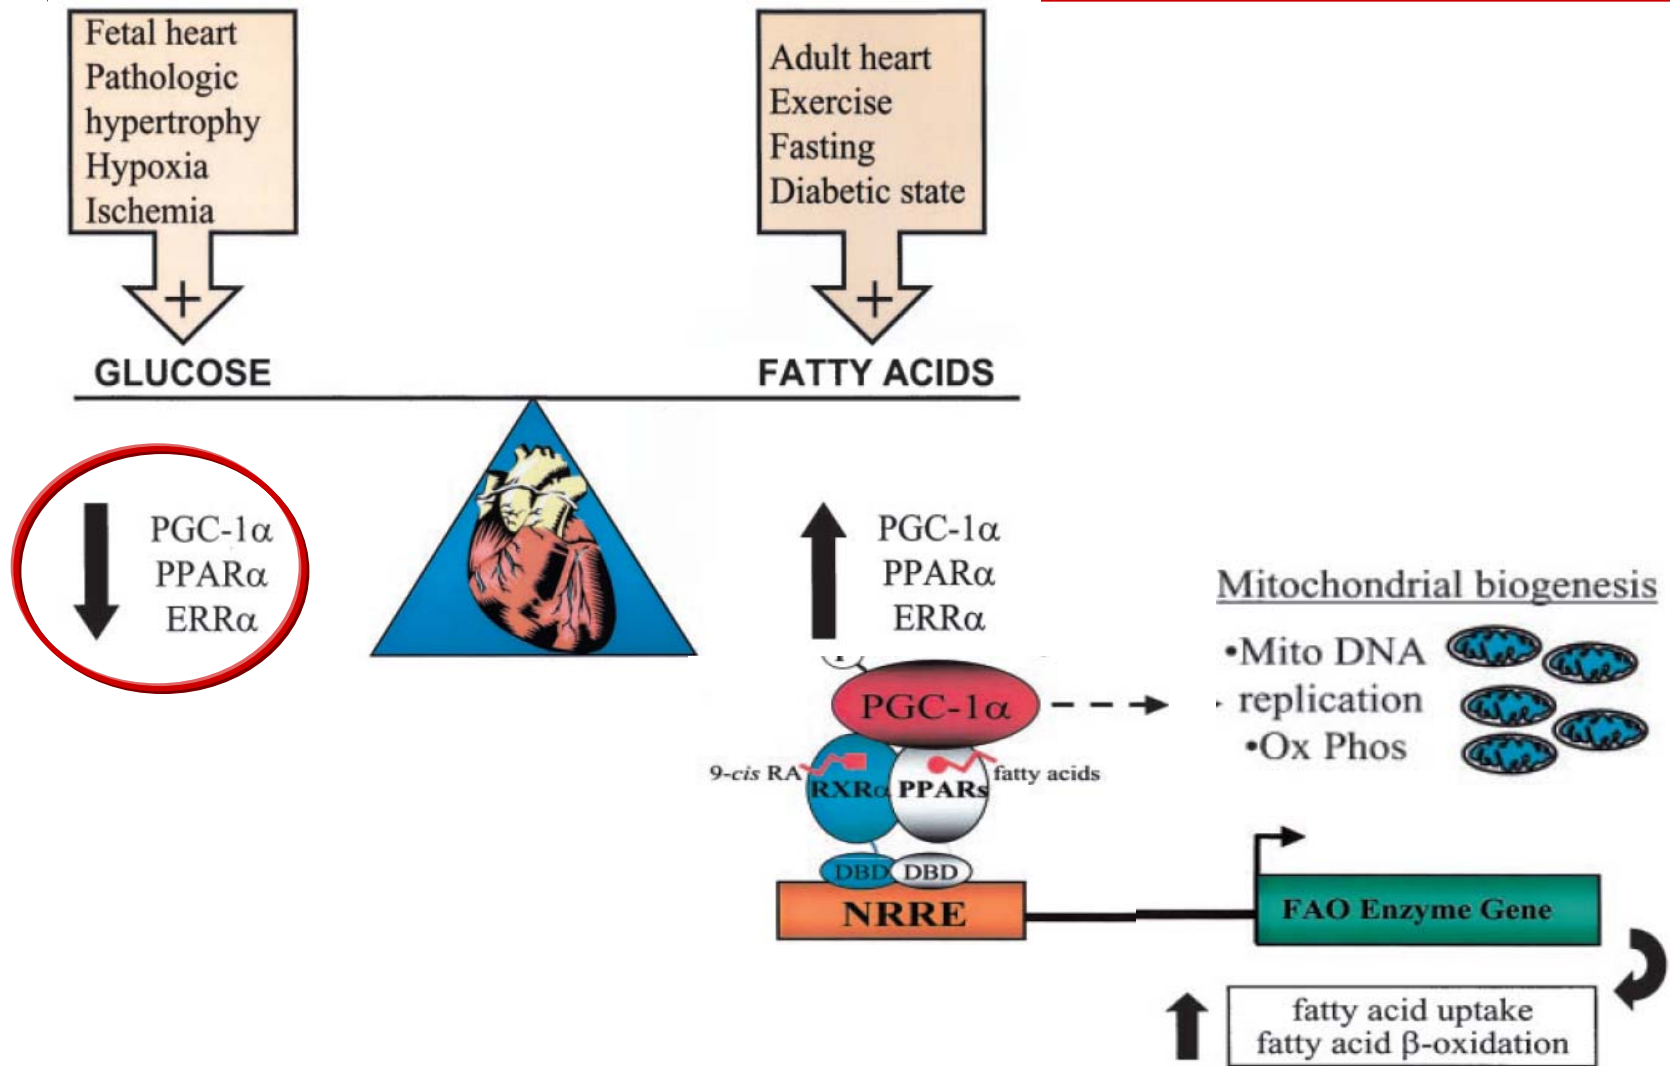 Fetal heart
Pathologic
hypertrophy
Hypoxia
Ischemia
+
GLUCOSE
Adult heart
Exercise
Fasting
Diabetic state
+
FATTY ACIDS
PGC-1α
PPARα
ERRα
PGC-1α
PPARα
ERRα
PGC-1α
9-cis RA
RXRα
PPARs
fatty acids
DBD
DBD
NRRE
Mitochondrial biogenesis
•Mito DNA
replication
•Ox Phos
FAO Enzyme Gene
fatty acid uptake
fatty acid β-oxidation